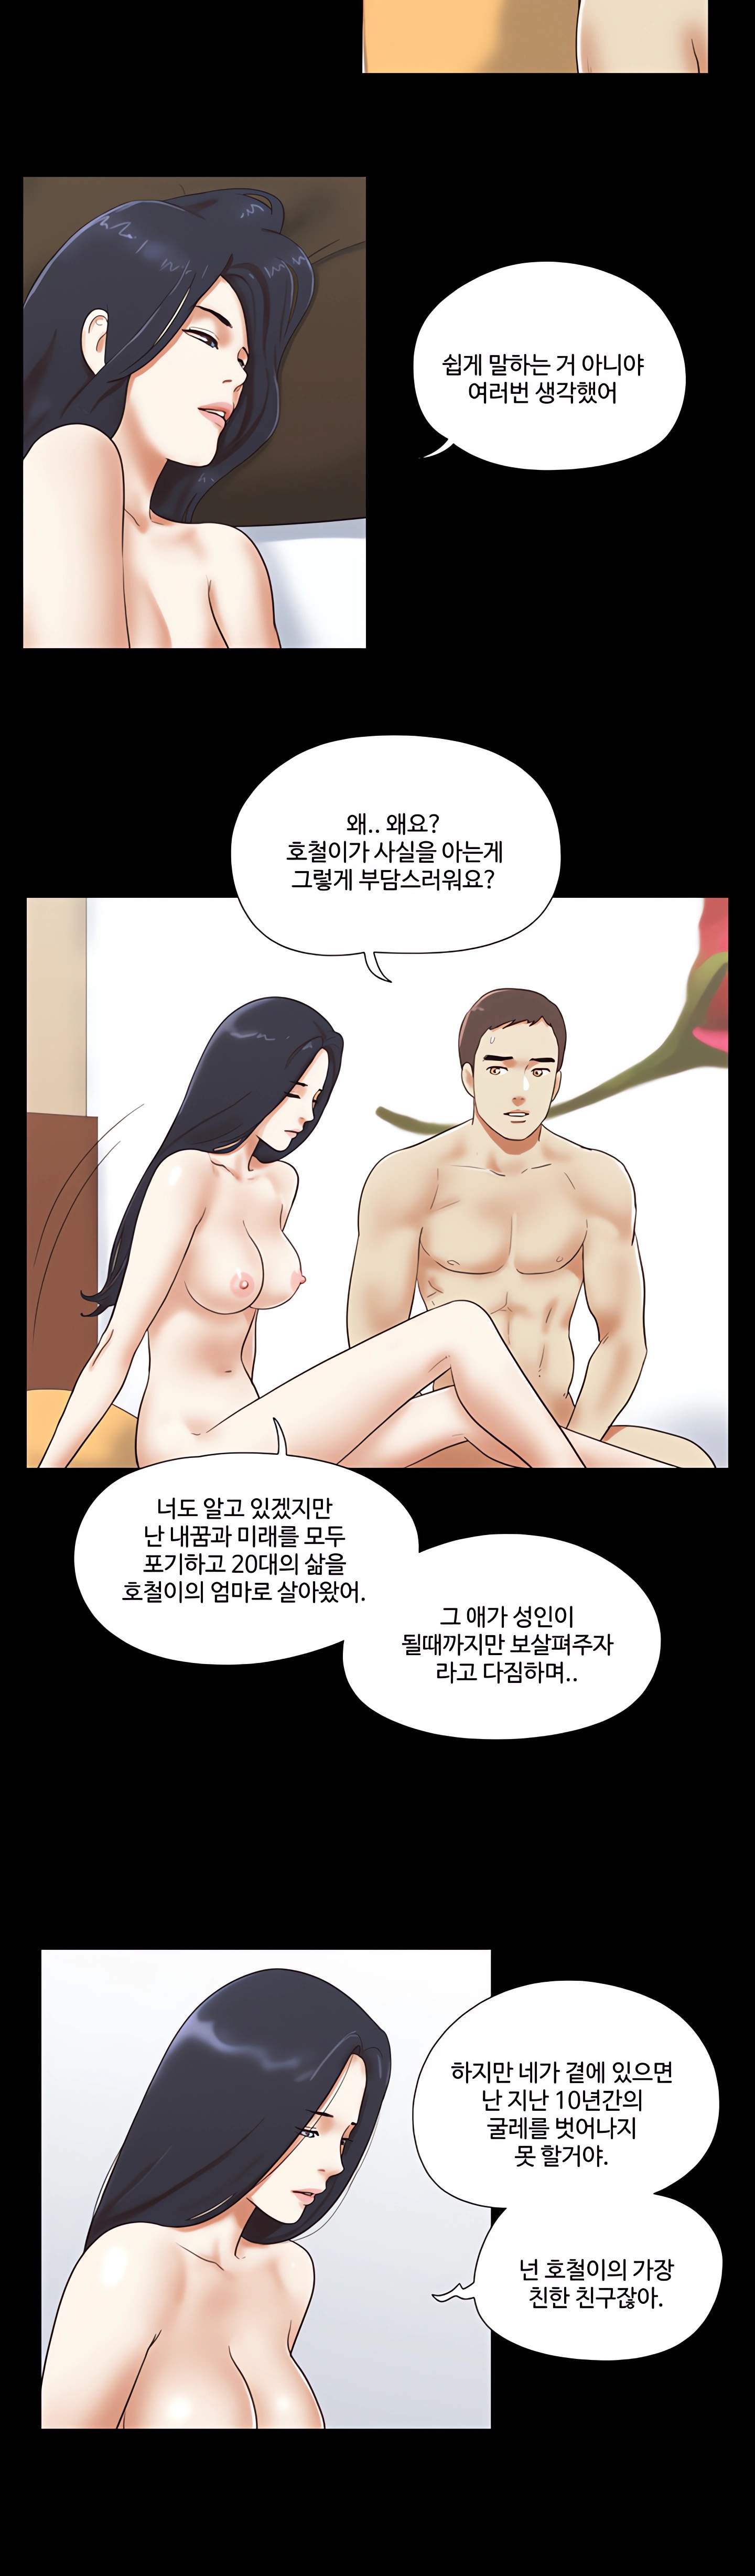 쉽게 말하는 거 아니야
여러번 생각했어
왜.. 왜요?
호철이가 사실을 아는게
그렇게 부담스러워요?
너도 알고 있겠지만
난 내꿈과 미래를 모두
포기하고 20대의 삶을
호철이의 엄마로 살아왔어.
그 애가 성인이
될때까지만 보살펴주자
라고 다짐하며..
하지만 네가 곁에 있으면
난 지난 10년간의
굴레를 벗어나지
못 할거야.
넌 호철이의 가장
친한 친구잖아.